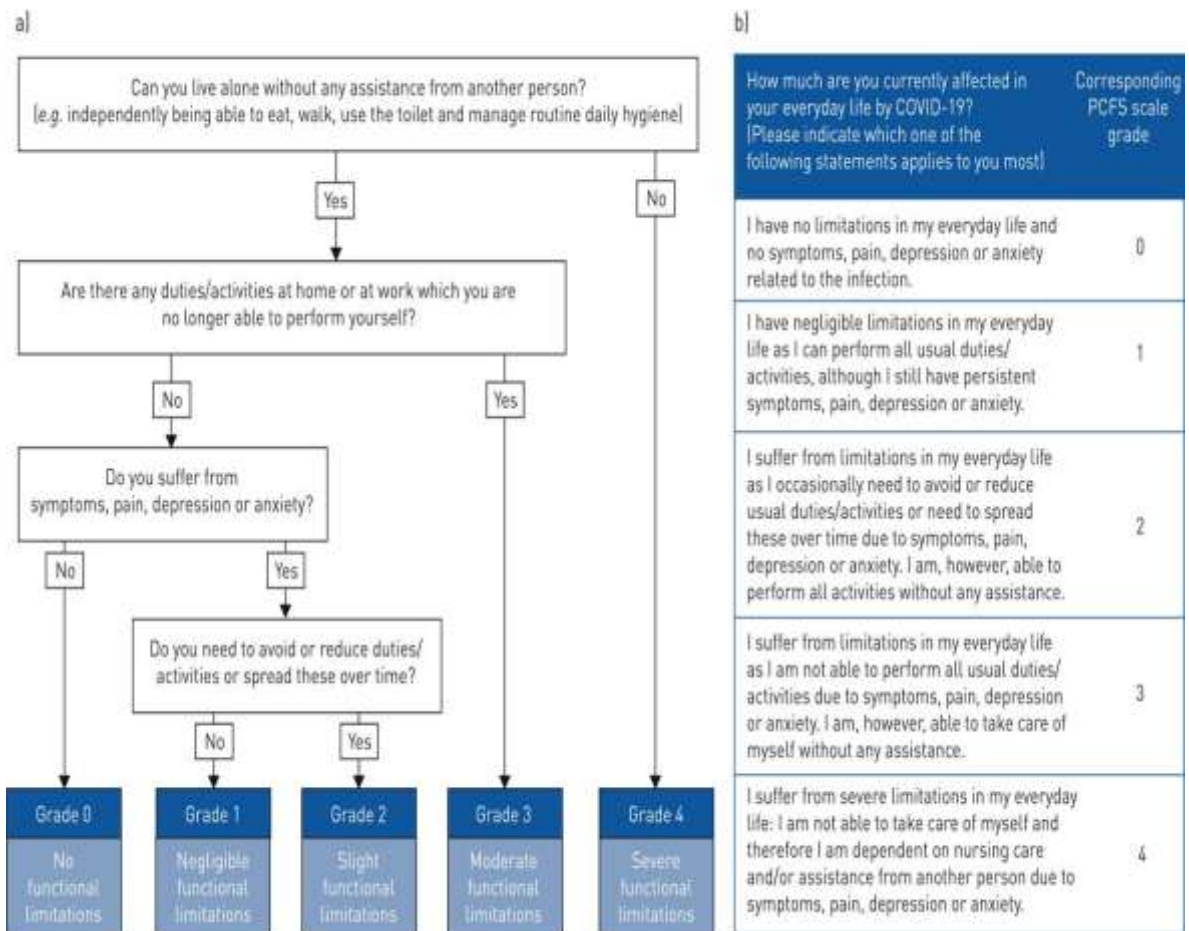 a)
Can you live alone without any assistance from another person?
(e.g. independently being able to eat, walk, use the toilet and manage routine daily hygiene)
Yes
No
Are there any duties/activities at home or at work which you are
no longer able to perform yourself?
No
Yes
Do you suffer from
symptoms, pain, depression or anxiety?
No
Yes
Do you need to avoid or reduce duties/
activities or spread these over time?
No
Yes
Grade 0
No
functional
limitations
Grade 1
Negligible
functional
limitations
Grade 2
Slight
functional
limitations
Grade 3
Moderate
functional
limitations
Grade 4
Severe
functional
limitations
b)
How much are you currently affected in
your everyday life by COVID-19?
(Please indicate which one of the
following statements applies to you most)
Corresponding
PCFS scale
grade
I have no limitations in my everyday life and
no symptoms, pain, depression or anxiety
related to the infection.
0
I have negligible limitations in my everyday
life as I can perform all usual duties/
activities, although I still have persistent
symptoms, pain, depression or anxiety.
1
I suffer from limitations in my everyday life
as I occasionally need to avoid or reduce
usual duties/activities or need to spread
these over time due to symptoms, pain,
depression or anxiety. I am, however, able to
perform all activities without any assistance.
2
I suffer from limitations in my everyday life
as I am not able to perform all usual duties/
activities due to symptoms, pain, depression
or anxiety. I am, however, able to take care of
myself without any assistance.
3
I suffer from severe limitations in my everyday
life: I am not able to take care of myself and
therefore I am dependent on nursing care
and/or assistance from another person due to
symptoms, pain, depression or anxiety.
4